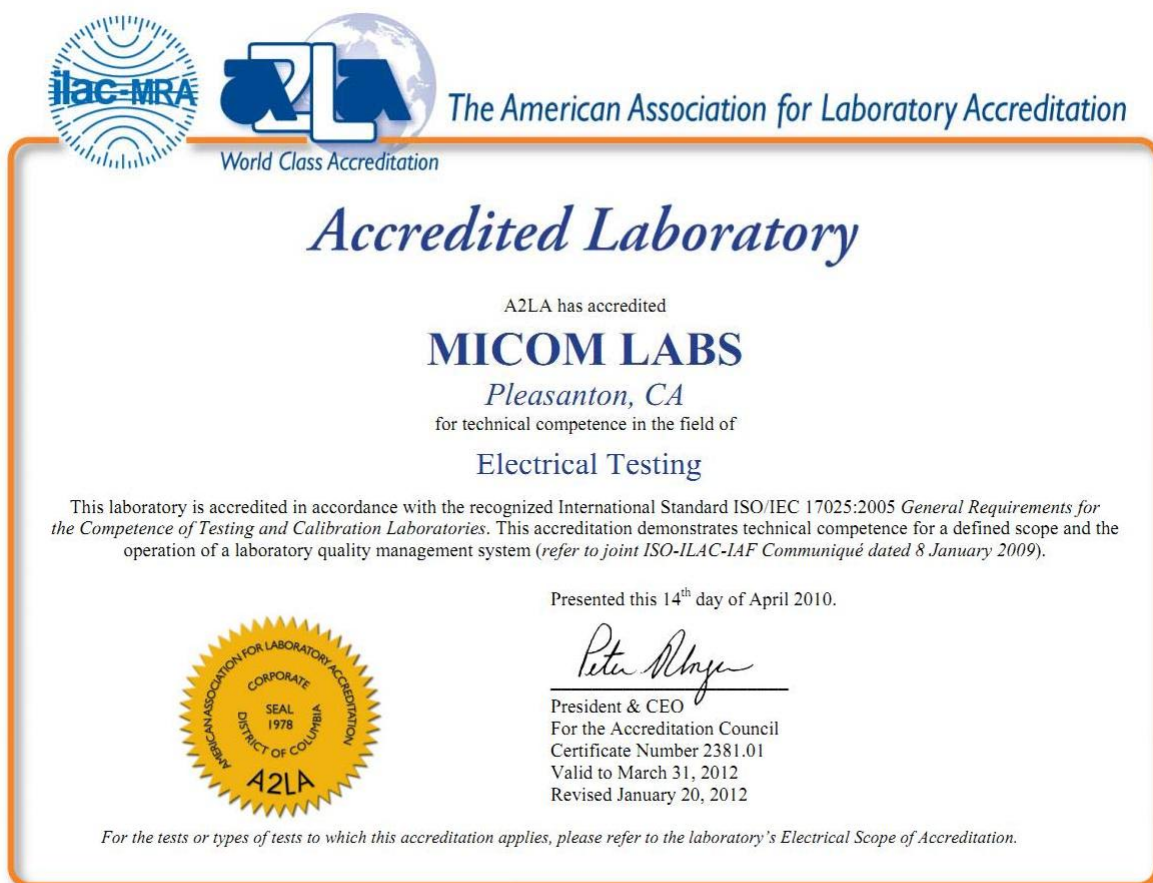 ilac-MRA
A2LA
World Class Accreditation
The American Association for Laboratory Accreditation
Accredited Laboratory
A2LA has accredited
MICOM LABS
Pleasanton, CA
for technical competence in the field of
Electrical Testing
This laboratory is accredited in accordance with the recognized International Standard ISO/IEC 17025:2005 General Requirements for
the Competence of Testing and Calibration Laboratories. This accreditation demonstrates technical competence for a defined scope and the
operation of a laboratory quality management system (refer to joint ISO-ILAC-IAF Communiqué dated 8 January 2009).
Presented this 14th day of April 2010.
Peter
President & CEO
For the Accreditation Council
Certificate Number 2381.01
Valid to March 31, 2012
Revised January 20, 2012
AMERICAN ASSOCIATION FOR LABORATORY ACCREDITATION
CORPORATE
SEAL
1978
DISTRICT OF COLUMBIA
A2LA
For the tests or types of tests to which this accreditation applies, please refer to the laboratory's Electrical Scope of Accreditation.